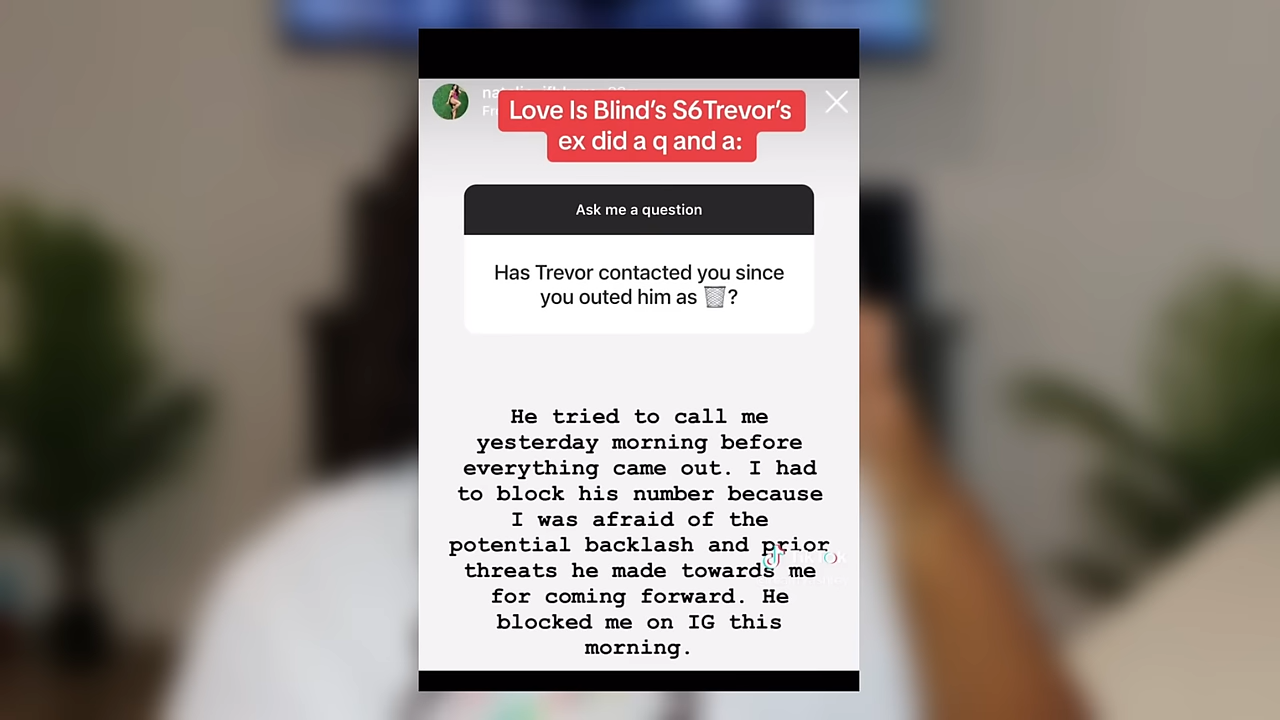 Love Is Blind's S6Trevor's
ex did a q and a:
Ask me a question
Has Trevor contacted you since
you outed him as 🗑️?
He tried to call me
yesterday morning before
everything came out. I had
to block his number because
I was afraid of the
potential backlash and prior
threats he made towards me
for coming forward. He
blocked me on IG this
morning.
TikTok